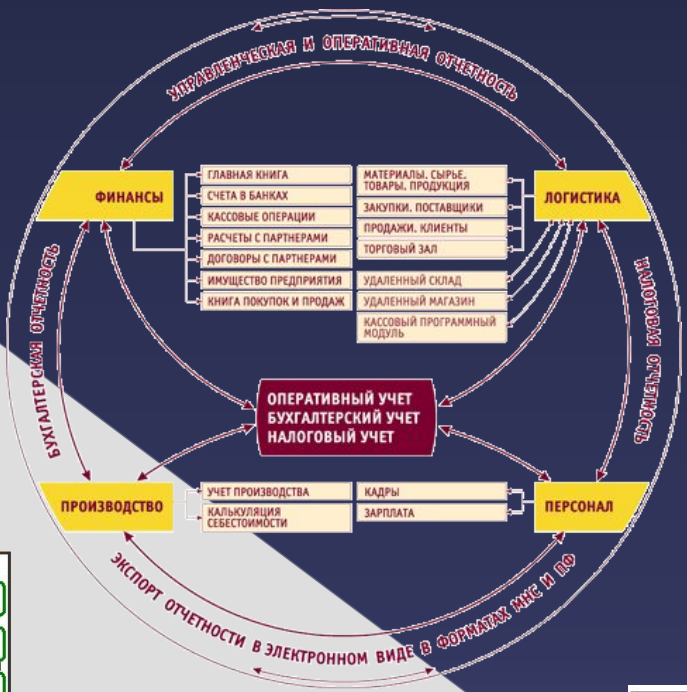 УПРАВЛЕНЧЕСКАЯ И ОПЕРАТИВНАЯ ОТЧЕТНОСТЬ
ФИНАНСЫ
ГЛАВНАЯ КНИГА
СЧЕТА В БАНКАХ
КАССОВЫЕ ОПЕРАЦИИ
РАСЧЕТЫ С ПАРТНЕРАМИ
ДОГОВОРЫ С ПАРТНЕРАМИ
ИМУЩЕСТВО ПРЕДПРИЯТИЯ
КНИГА ПОКУПОК И ПРОДАЖ
МАТЕРИАЛЫ. СЫРЬЕ.
ТОВАРЫ. ПРОДУКЦИЯ
ЗАКУПКИ. ПОСТАВЩИКИ
ПРОДАЖИ. КЛИЕНТЫ
ТОРГОВЫЙ ЗАЛ
УДАЛЕННЫЙ СКЛАД
УДАЛЕННЫЙ МАГАЗИН
КАССОВЫЙ ПРОГРАММНЫЙ
МОДУЛЬ
ЛОГИСТИКА
БУХГАЛТЕРСКАЯ ОТЧЕТНОСТЬ
НАЛОГОВАЯ ОТЧЕТНОСТЬ
ОПЕРАТИВНЫЙ УЧЕТ
БУХГАЛТЕРСКИЙ УЧЕТ
НАЛОГОВЫЙ УЧЕТ
ПРОИЗВОДСТВО
УЧЕТ ПРОИЗВОДСТВА
КАЛЬКУЛЯЦИЯ
СЕБЕСТОИМОСТИ
КАДРЫ
ЗАРПЛАТА
ПЕРСОНАЛ
ЭКСПОРТ ОТЧЕТНОСТИ В ЭЛЕКТРОННОМ ВИДЕ В ФОРМАТАХ МНС И ПФ